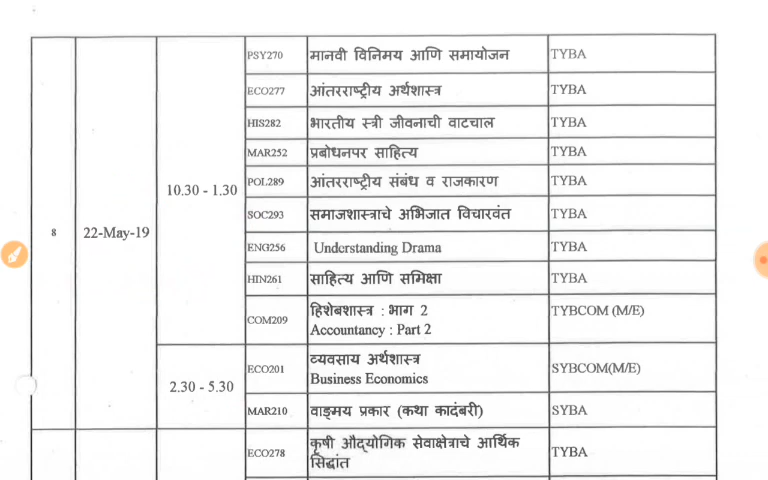 8
22-May-19
10.30 - 1.30
PSY270 मानवी विनिमय आणि समायोजन TYBA
ECO277 आंतरराष्ट्रीय अर्थशास्त्र TYBA
HIS282 भारतीय स्त्री जीवनाची वाटचाल TYBA
MAR252 प्रबोधनपर साहित्य TYBA
POL289 आंतरराष्ट्रीय संबंध व राजकारण TYBA
SOC293 समाजशास्त्राचे अभिजात विचारवंत TYBA
ENG256 Understanding Drama TYBA
HIN261 साहित्य आणि समिक्षा TYBA
COM209 हिशेबशास्त्र : भाग 2 TYBCOM (M/E)
Accountancy : Part 2
2.30 - 5.30
ECO201 व्यवसाय अर्थशास्त्र SYBCOM(M/E)
Business Economics
MAR210 वाङ्मय प्रकार (कथा कादंबरी) SYBA
ECO278 कृषी औद्योगिक सेवाक्षेत्राचे आर्थिक TYBA
सिद्धांत